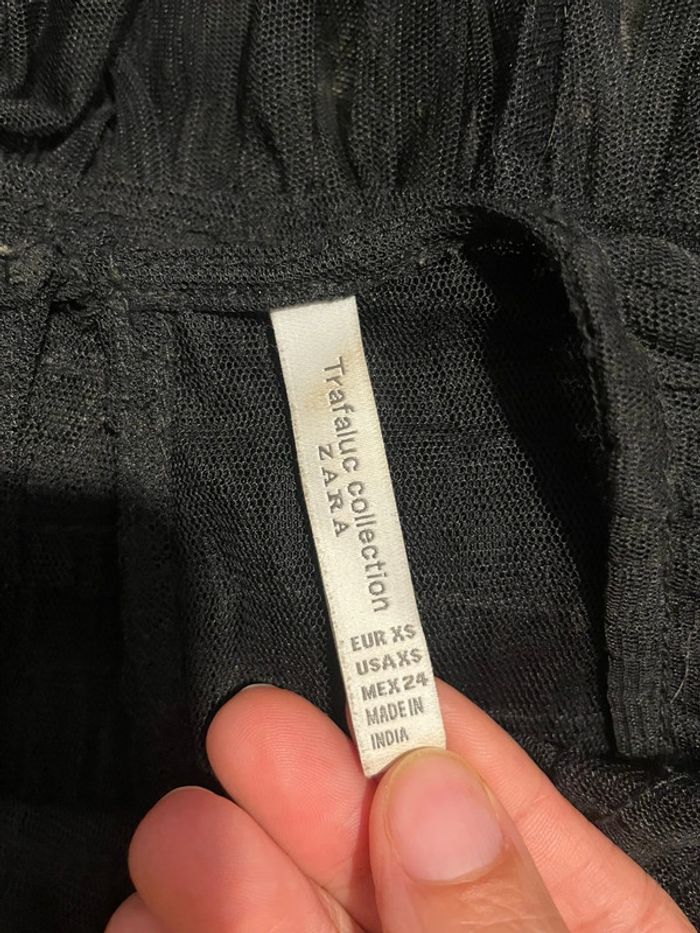 Trafaluc collection
ZARA
EUR XS
USA XS
MEX 24
MADE IN
INDIA